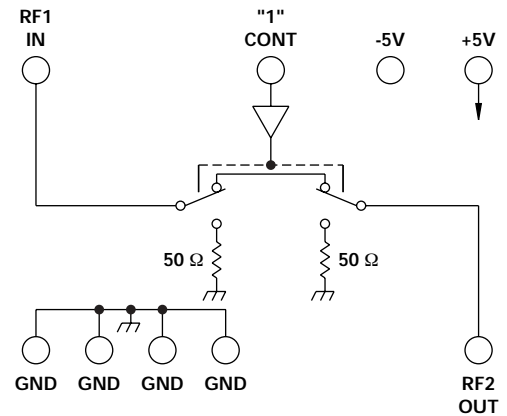 RF1
IN
"1"
CONT
-5V
+5V
50 Ω
50 Ω
GND
GND
GND
GND
RF2
OUT